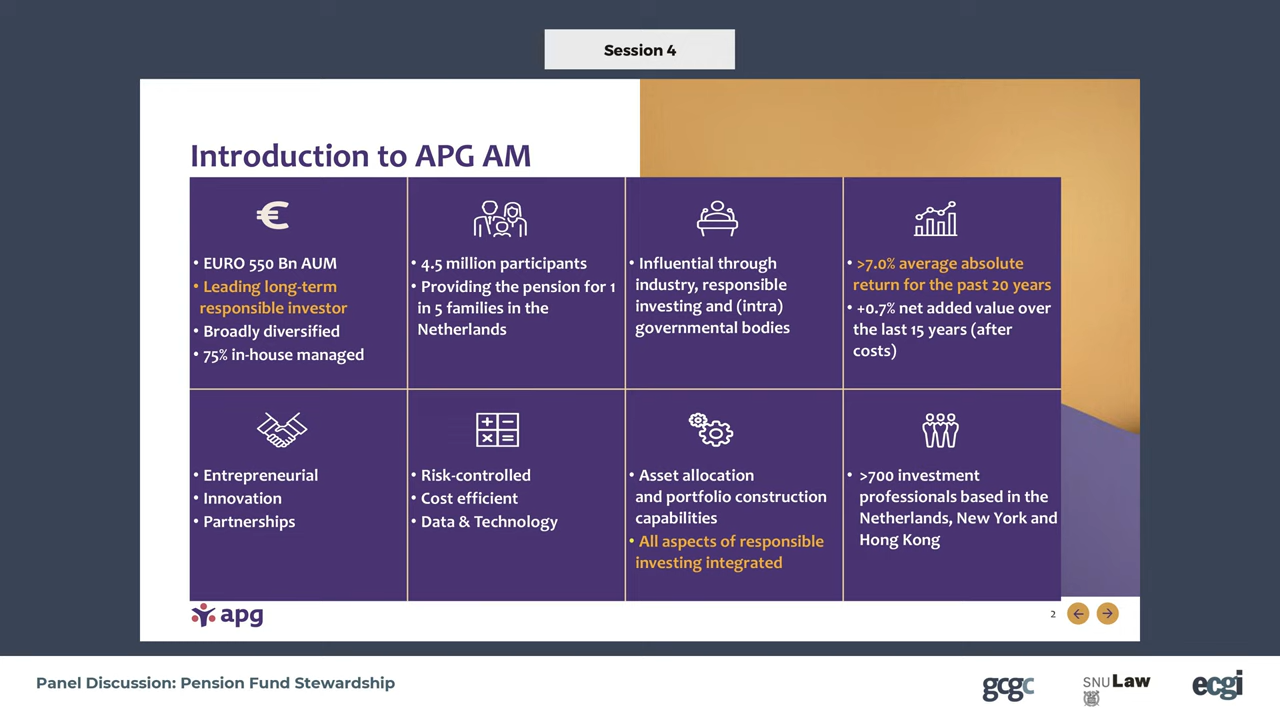 Session 4
Introduction to APG AM
€
• EURO 550 Bn AUM
• Leading long-term
responsible investor
• Broadly diversified
• 75% in-house managed
• 4.5 million participants
• Providing the pension for 1
in 5 families in the
Netherlands
• Influential through
industry, responsible
investing and (intra)
governmental bodies
• >7.0% average absolute
return for the past 20 years
• +0.7% net added value over
the last 15 years (after
costs)
• Entrepreneurial
• Innovation
• Partnerships
• Risk-controlled
• Cost efficient
• Data & Technology
• Asset allocation
and portfolio construction
capabilities
• All aspects of responsible
investing integrated
• >700 investment
professionals based in the
Netherlands, New York and
Hong Kong
apg
2
Panel Discussion: Pension Fund Stewardship
gcgc
SNU Law
ecgi